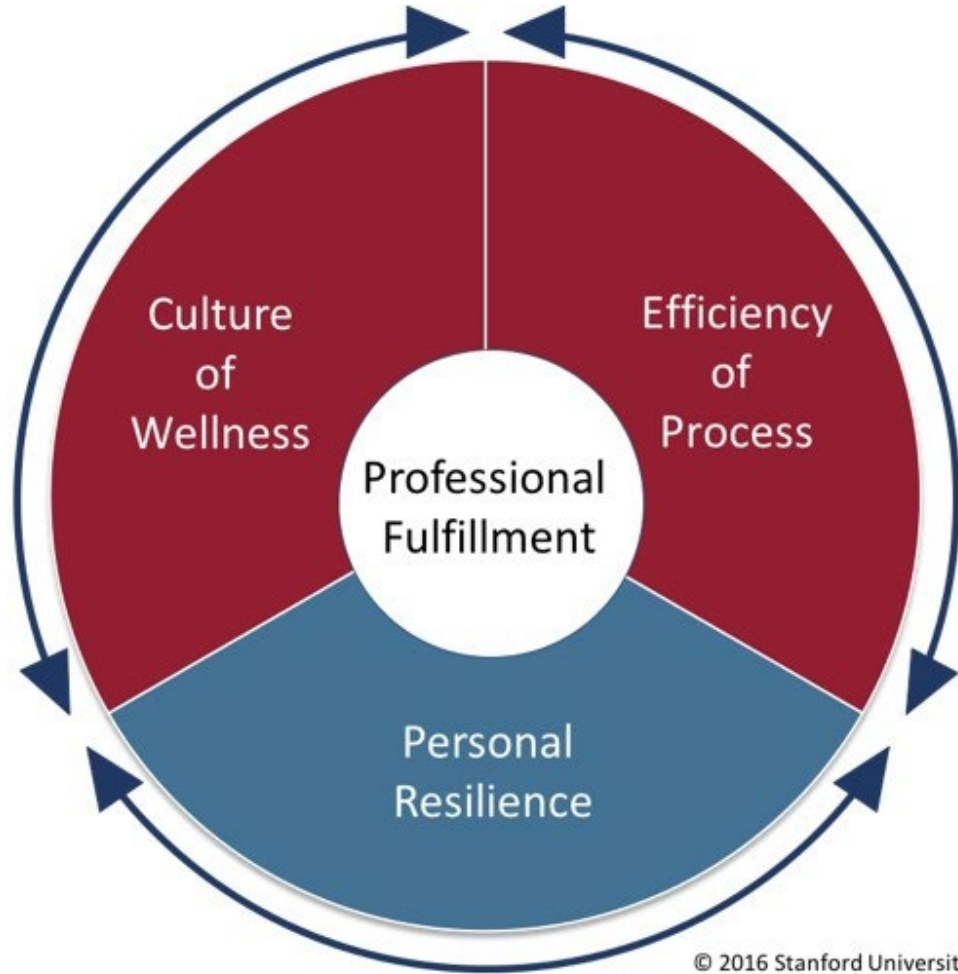 Culture
of
Wellness
Efficiency
of
Process
Professional
Fulfillment
Personal
Resilience
© 2016 Stanford Universit